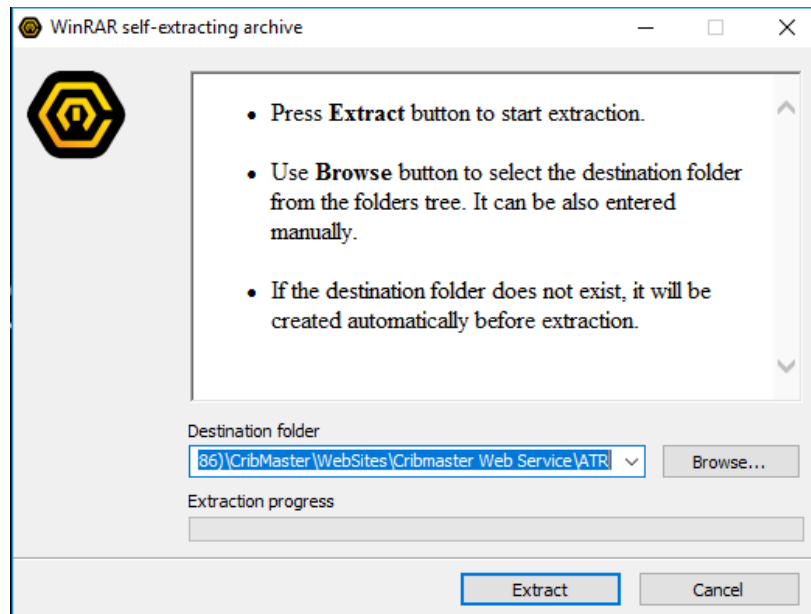 WinRAR self-extracting archive
• Press Extract button to start extraction.
• Use Browse button to select the destination folder
from the folders tree. It can be also entered
manually.
• If the destination folder does not exist, it will be
created automatically before extraction.
Destination folder
86)\CribMaster\WebSites\Cribmaster Web Service\ATR
Browse...
Extraction progress
Extract
Cancel